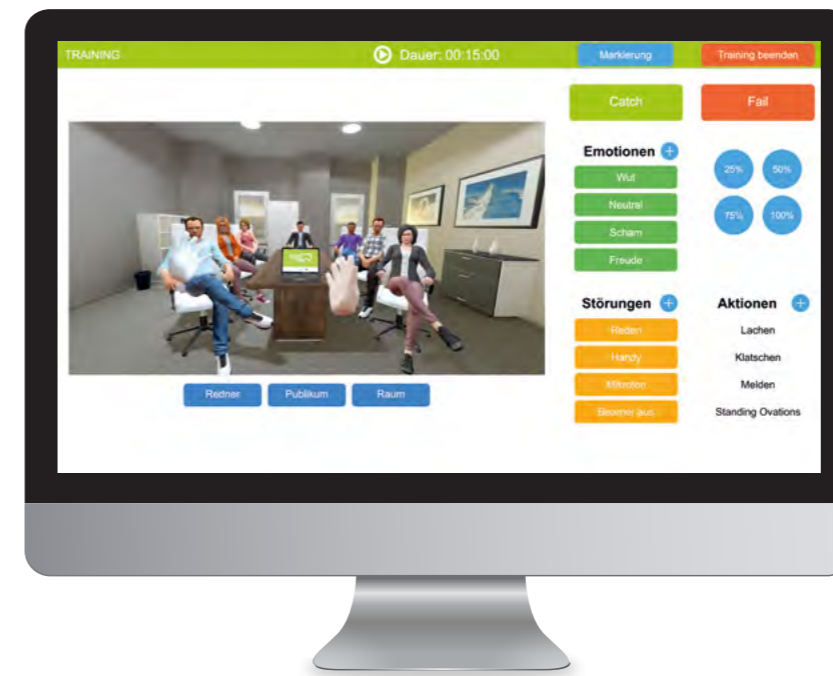 TRAINING
Dauer: 00:15:00
Markierung
Training beenden
Catch
Fail
Emotionen +
Wut
Neutral
Scham
Freude
25% 50%
75% 100%
Störungen +
Reden
Handy
Mikrofon
Beamer aus
Aktionen +
Lachen
Klatschen
Melden
Standing Ovations
Redner
Publikum
Raum